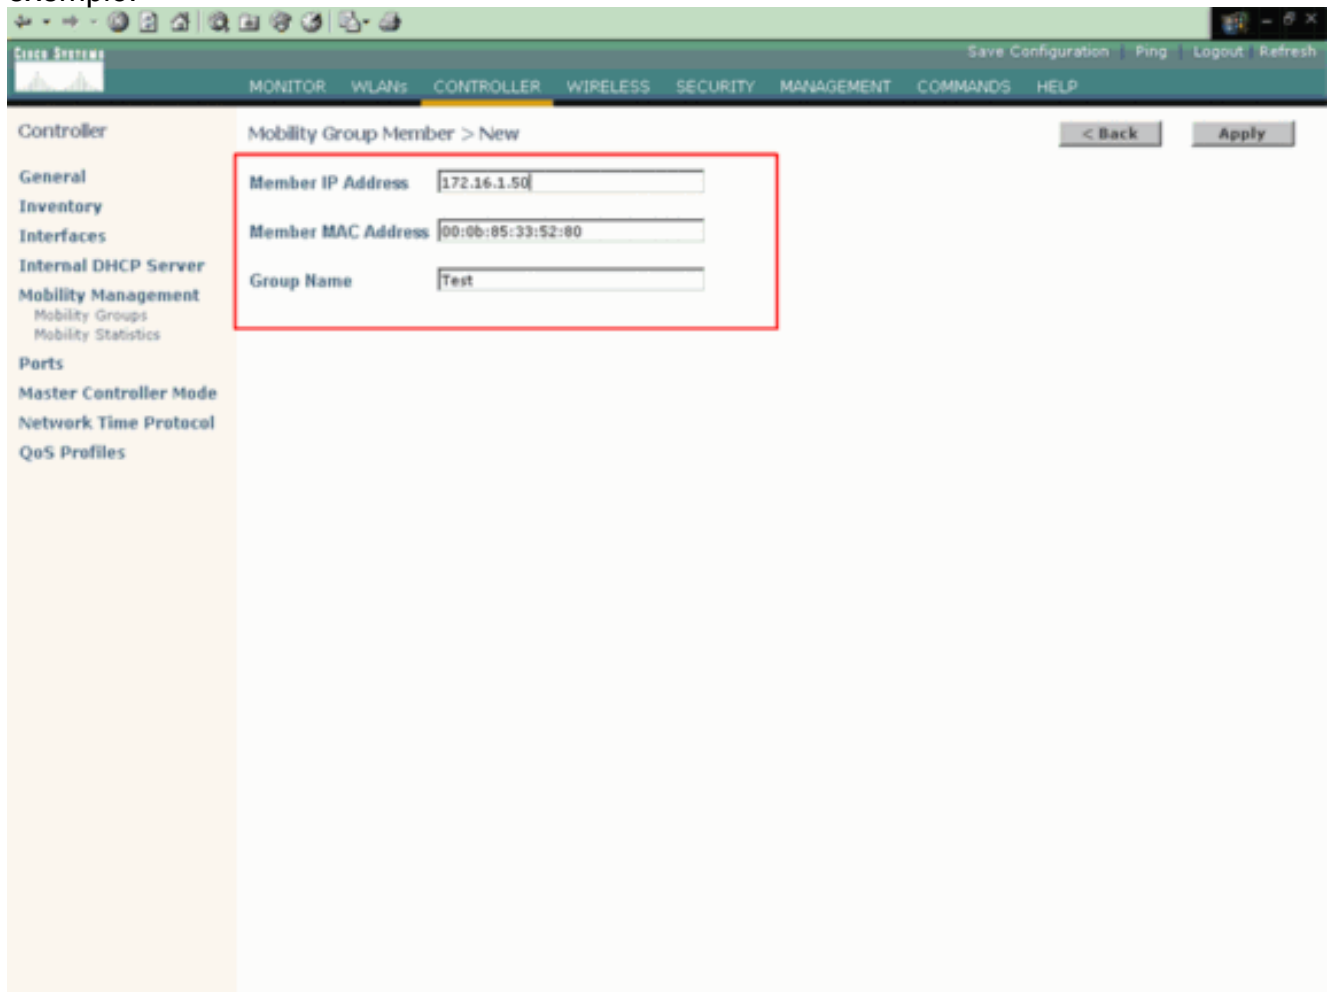 exemple:
CISCO SYSTEMS
Save Configuration | Ping | Logout | Refresh
MONITOR WLANs CONTROLLER WIRELESS SECURITY MANAGEMENT COMMANDS HELP
Controller
General
Inventory
Interfaces
Internal DHCP Server
Mobility Management
Mobility Groups
Mobility Statistics
Ports
Master Controller Mode
Network Time Protocol
QoS Profiles
Mobility Group Member > New
< Back
Apply
Member IP Address 172.16.1.50
Member MAC Address 00:0b:85:33:52:80
Group Name Test